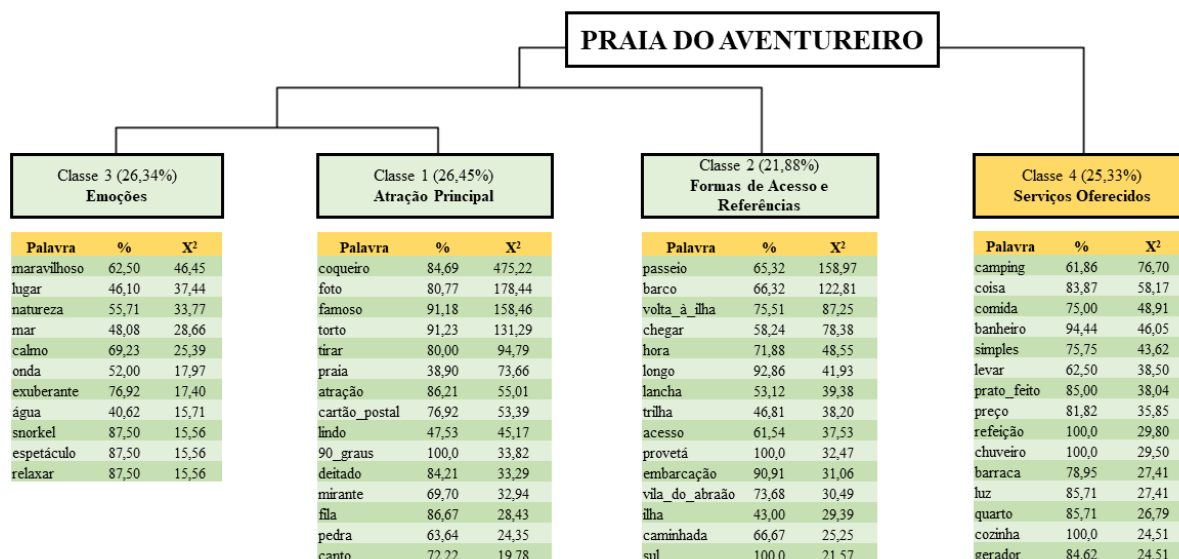 PRAIA DO AVENTUREIRO
Classe 3 (26,34%)
Emoções
Palavra % X²
maravilhoso 62,50 46,45
lugar 46,10 37,44
natureza 55,71 33,77
mar 48,08 28,66
calmo 69,23 25,39
onda 52,00 17,97
exuberante 76,92 17,40
água 40,62 15,71
snorkel 87,50 15,56
espetáculo 87,50 15,56
relaxar 87,50 15,56
Classe 1 (26,45%)
Atração Principal
Palavra % X²
coqueiro 84,69 475,22
foto 80,77 178,44
famoso 91,18 158,46
torto 91,23 131,29
tirar 80,00 94,79
praia 38,90 73,66
atração 86,21 55,01
cartão_postal 76,92 53,39
lindo 47,53 45,17
90_graus 100,0 33,82
deitado 84,21 33,29
mirante 69,70 32,94
fila 86,67 28,43
pedra 63,64 24,35
canto 72,22 19,78
Classe 2 (21,88%)
Formas de Acesso e
Referências
Palavra % X²
passeio 65,32 158,97
barco 66,32 122,81
volta_à_ilha 75,51 87,25
chegar 58,24 78,38
hora 71,88 48,55
longo 92,86 41,93
lancha 53,12 39,38
trilha 46,81 38,20
acesso 61,54 37,53
provetá 100,0 32,47
embarcação 90,91 31,06
vila_do_abraão 73,68 30,49
ilha 43,00 29,39
caminhada 66,67 25,25
sul 100,0 21,57
Classe 4 (25,33%)
Serviços Oferecidos
Palavra % X²
camping 61,86 76,70
coisa 83,87 58,17
comida 75,00 48,91
banheiro 94,44 46,05
simples 75,75 43,62
levar 62,50 38,50
prato_feito 85,00 38,04
preço 81,82 35,85
refeição 100,0 29,80
chuveiro 100,0 29,50
barraca 78,95 27,41
luz 85,71 27,41
quarto 85,71 26,79
cozinha 100,0 24,51
gerador 84,62 24,51